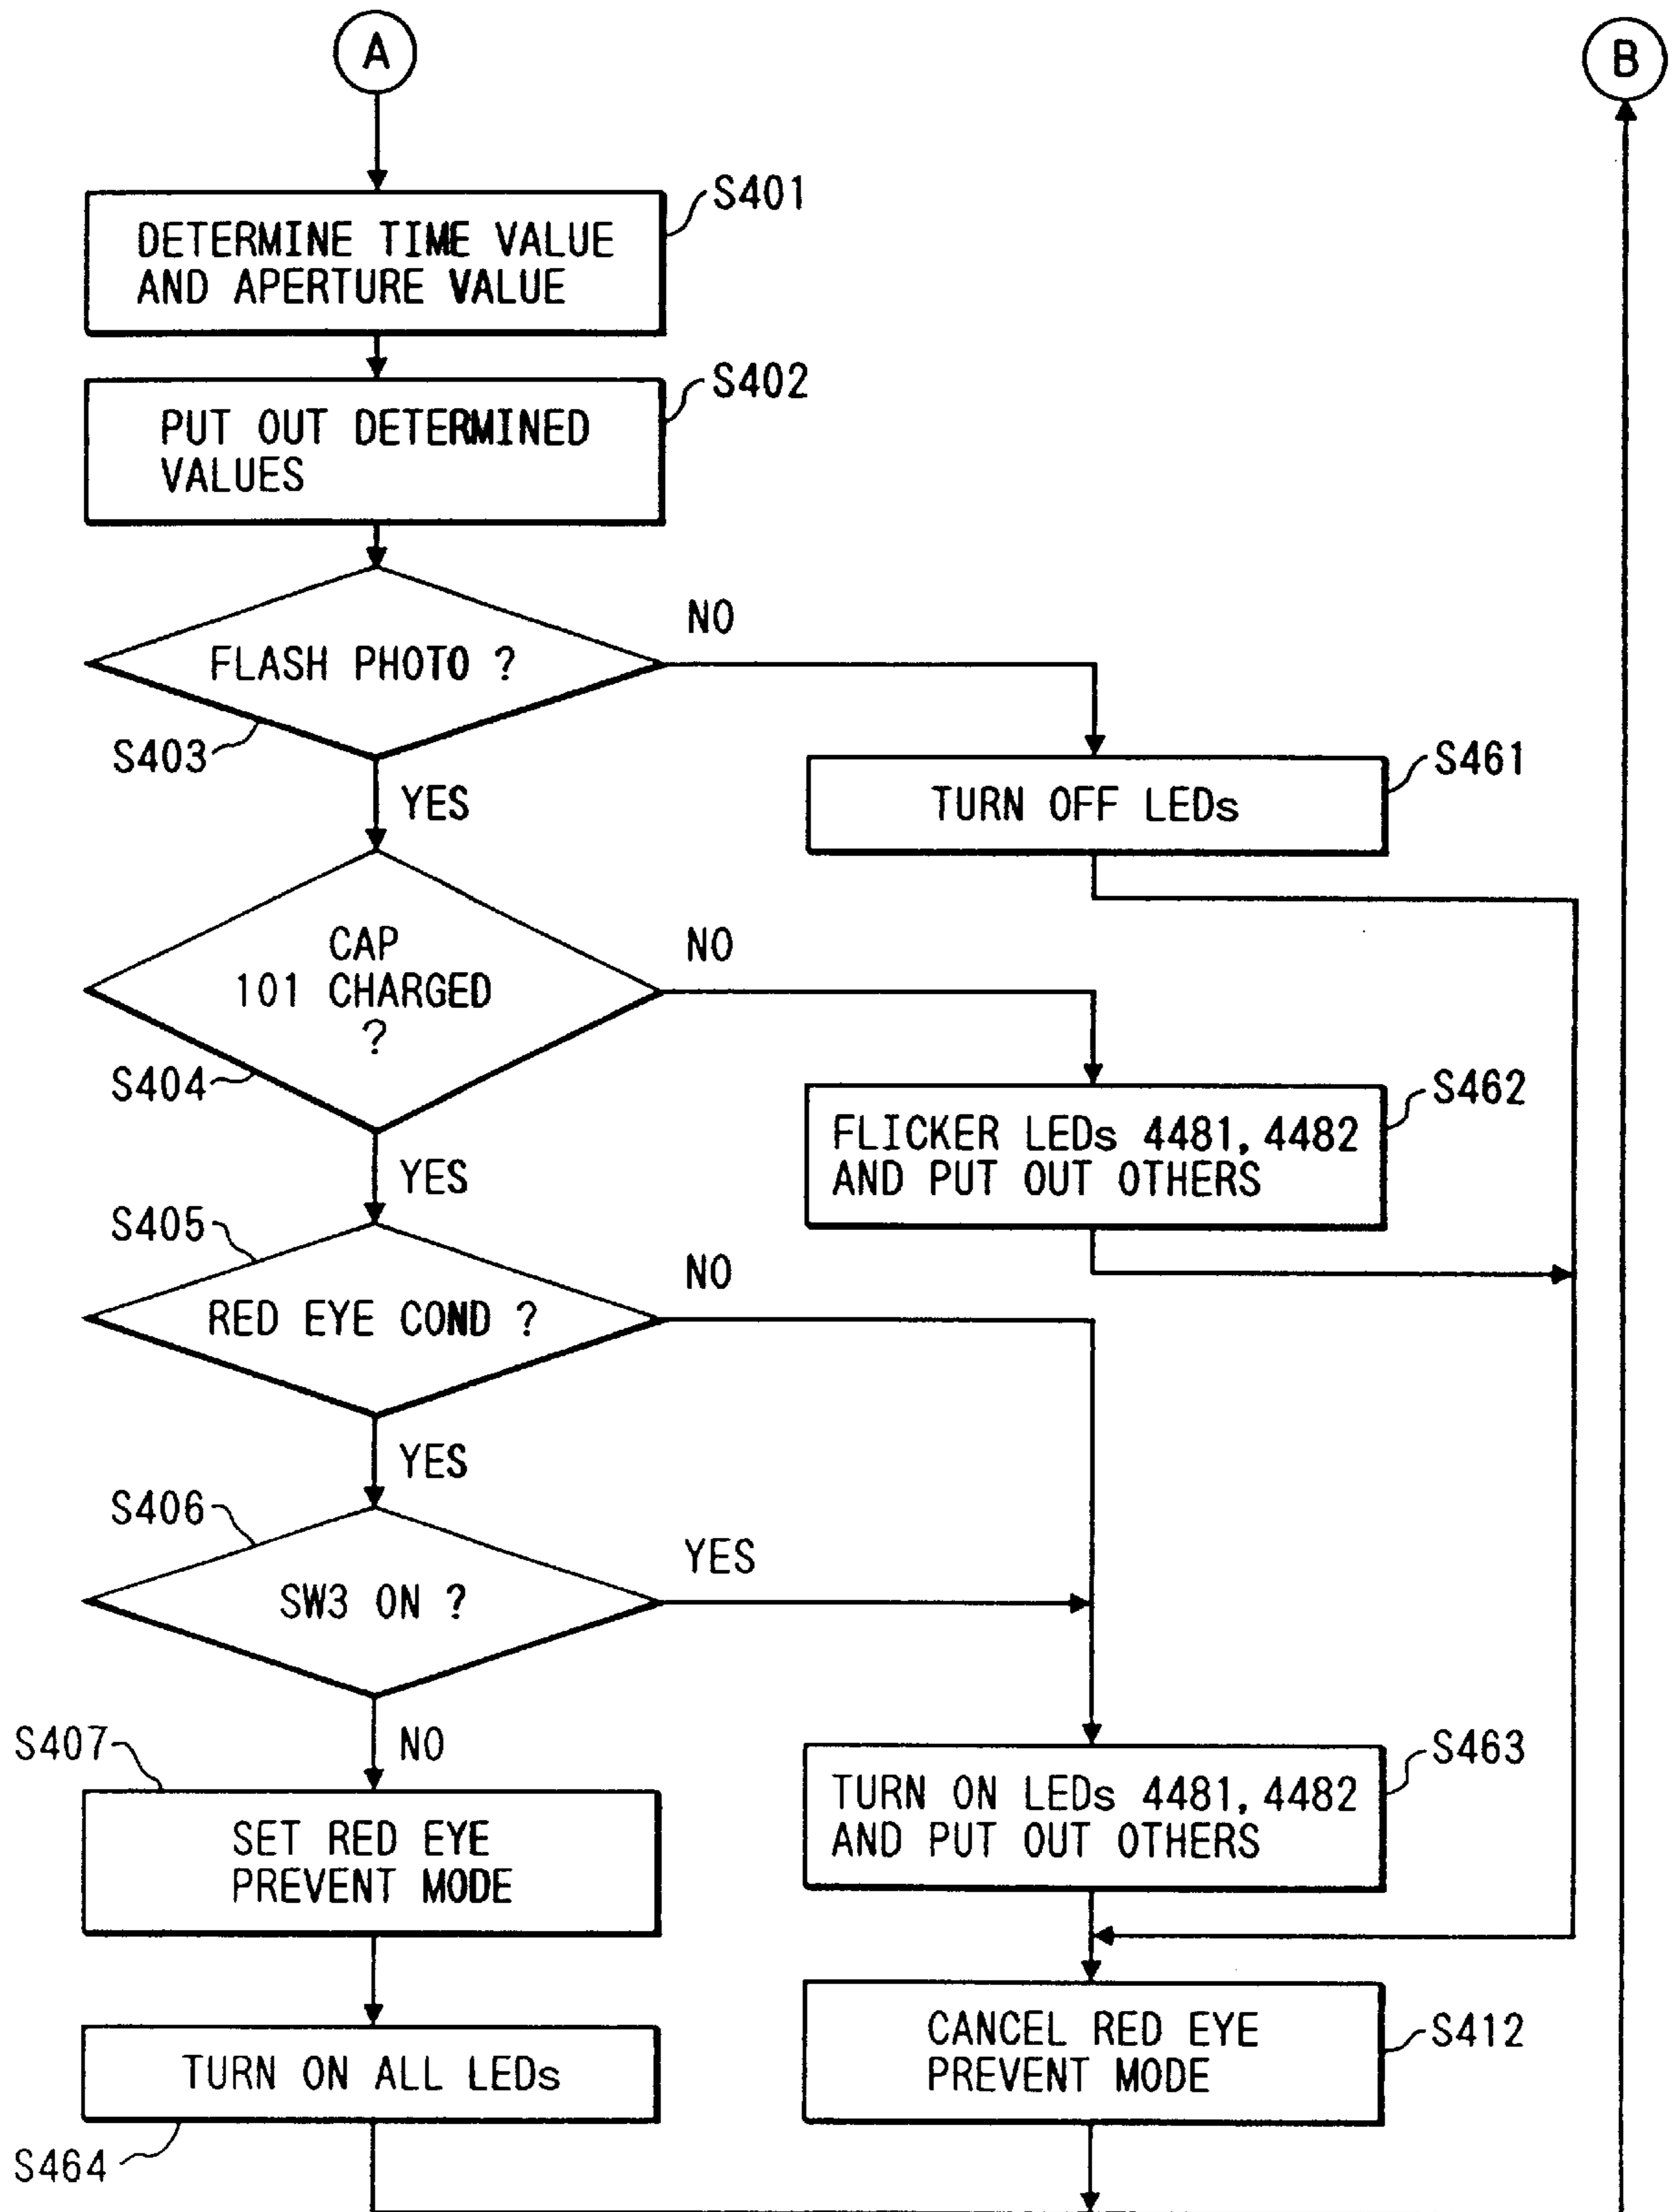 A
B
S401
DETERMINE TIME VALUE
AND APERTURE VALUE
S402
PUT OUT DETERMINED
VALUES
NO
FLASH PHOTO ?
S403
YES
S461
TURN OFF LEDs
CAP
101 CHARGED
?
NO
S404
YES
S462
FLICKER LEDs 4481, 4482
AND PUT OUT OTHERS
S405
NO
RED EYE COND ?
YES
S406
YES
SW3 ON ?
NO
S407
SET RED EYE
PREVENT MODE
S463
TURN ON LEDs 4481, 4482
AND PUT OUT OTHERS
TURN ON ALL LEDs
S464
CANCEL RED EYE
PREVENT MODE
S412